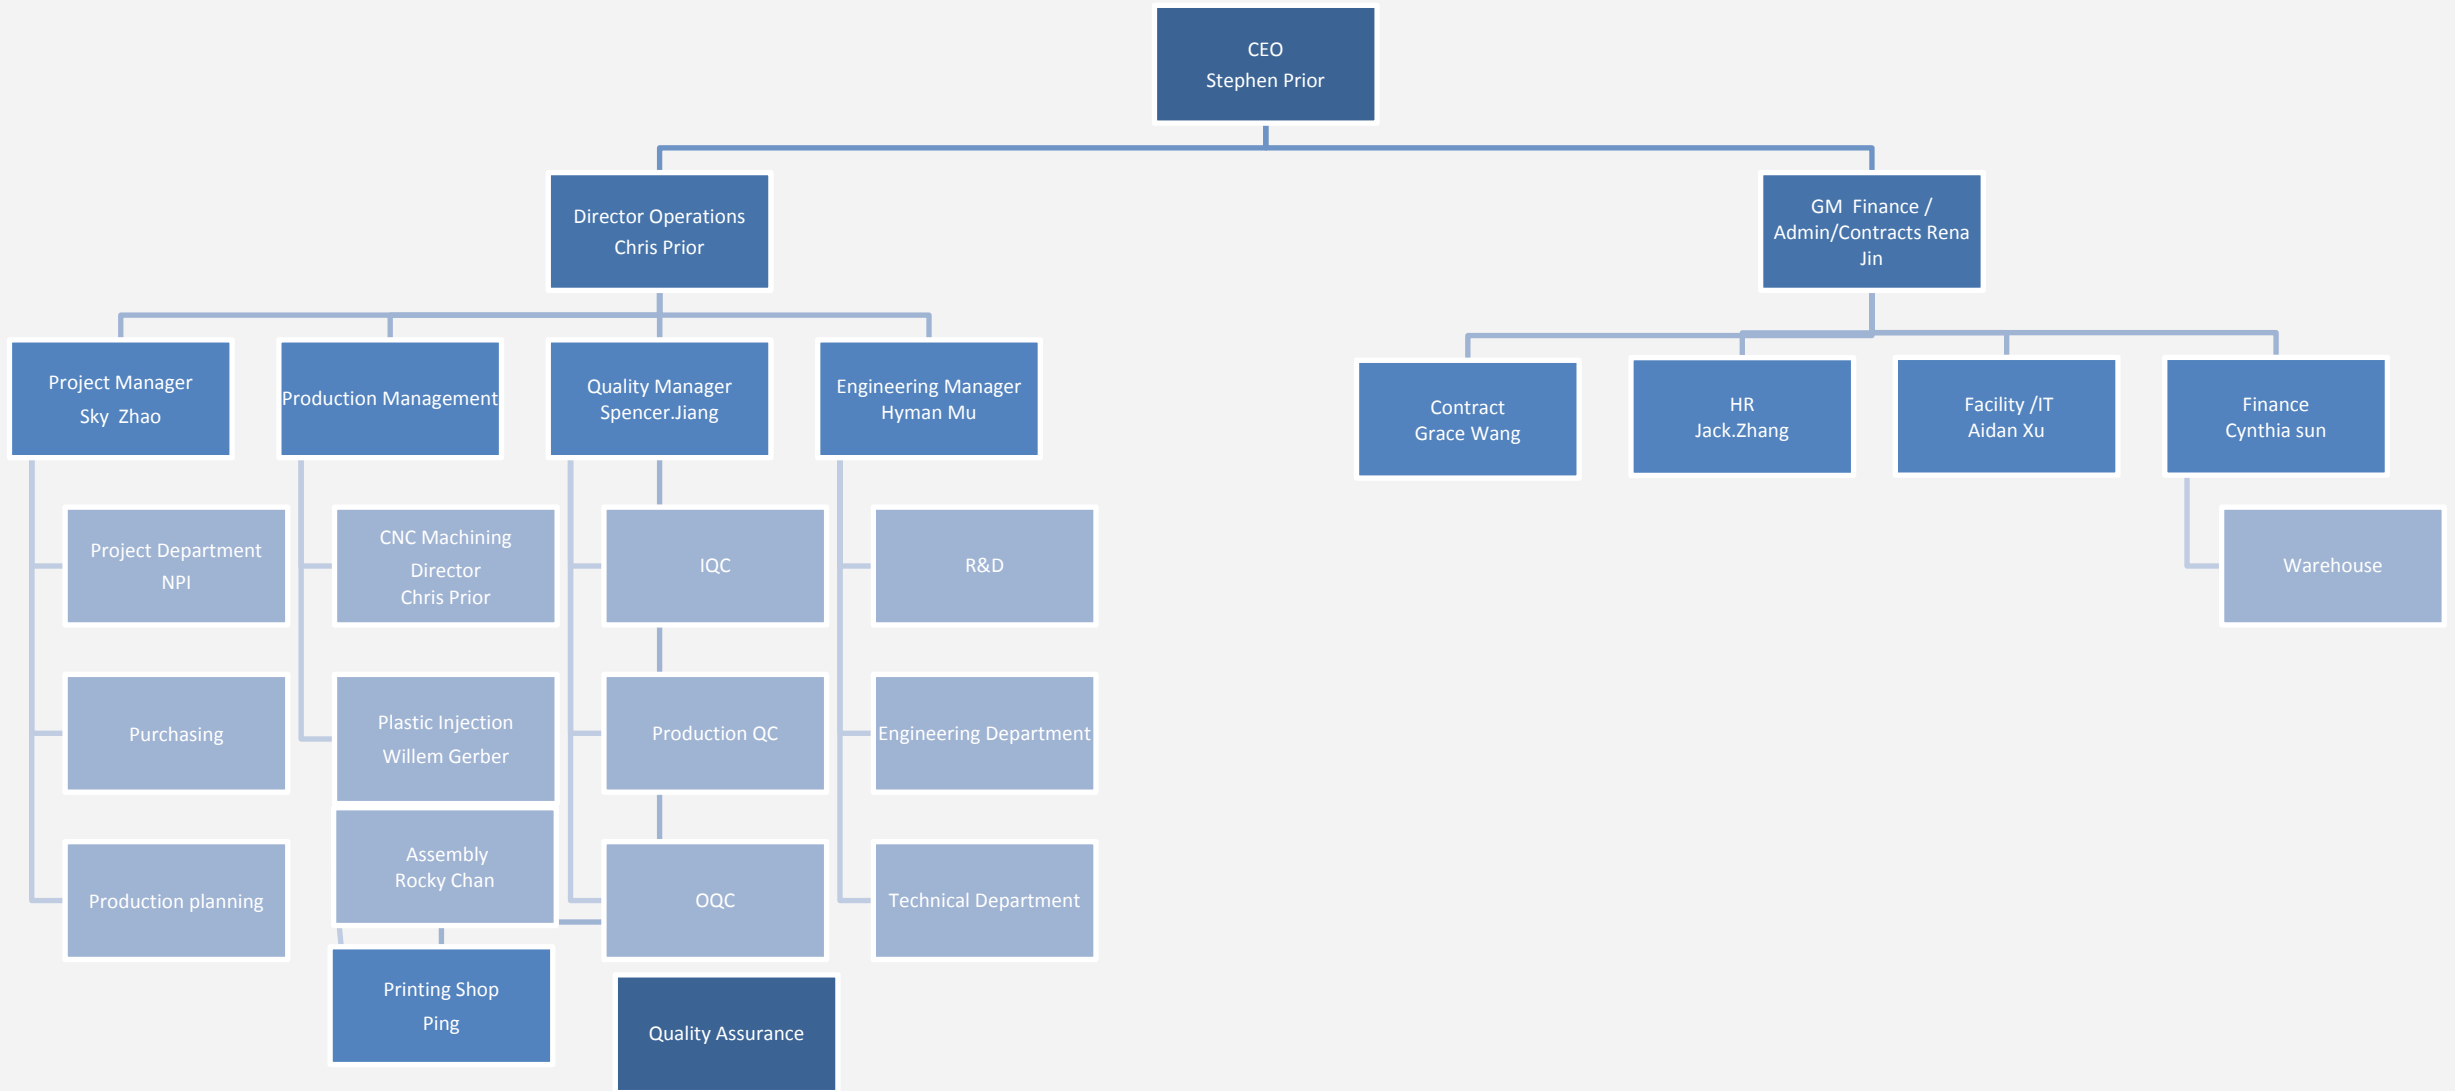 CEO
Stephen Prior
Director Operations
Chris Prior
GM  Finance /
Admin/Contracts Rena
Jin
Project Manager
Sky  Zhao
Production Management
Quality Manager
Spencer.Jiang
Engineering Manager
Hyman Mu
Contract
Grace Wang
HR
Jack.Zhang
Facility /IT
Aidan Xu
Finance
Cynthia sun
Project Department
NPI
CNC Machining
Director
Chris Prior
IQC
R&D
Warehouse
Purchasing
Plastic Injection
Willem Gerber
Production QC
Engineering Department
Production planning
Assembly
Rocky Chan
OQC
Technical Department
Printing Shop
Ping
Quality Assurance